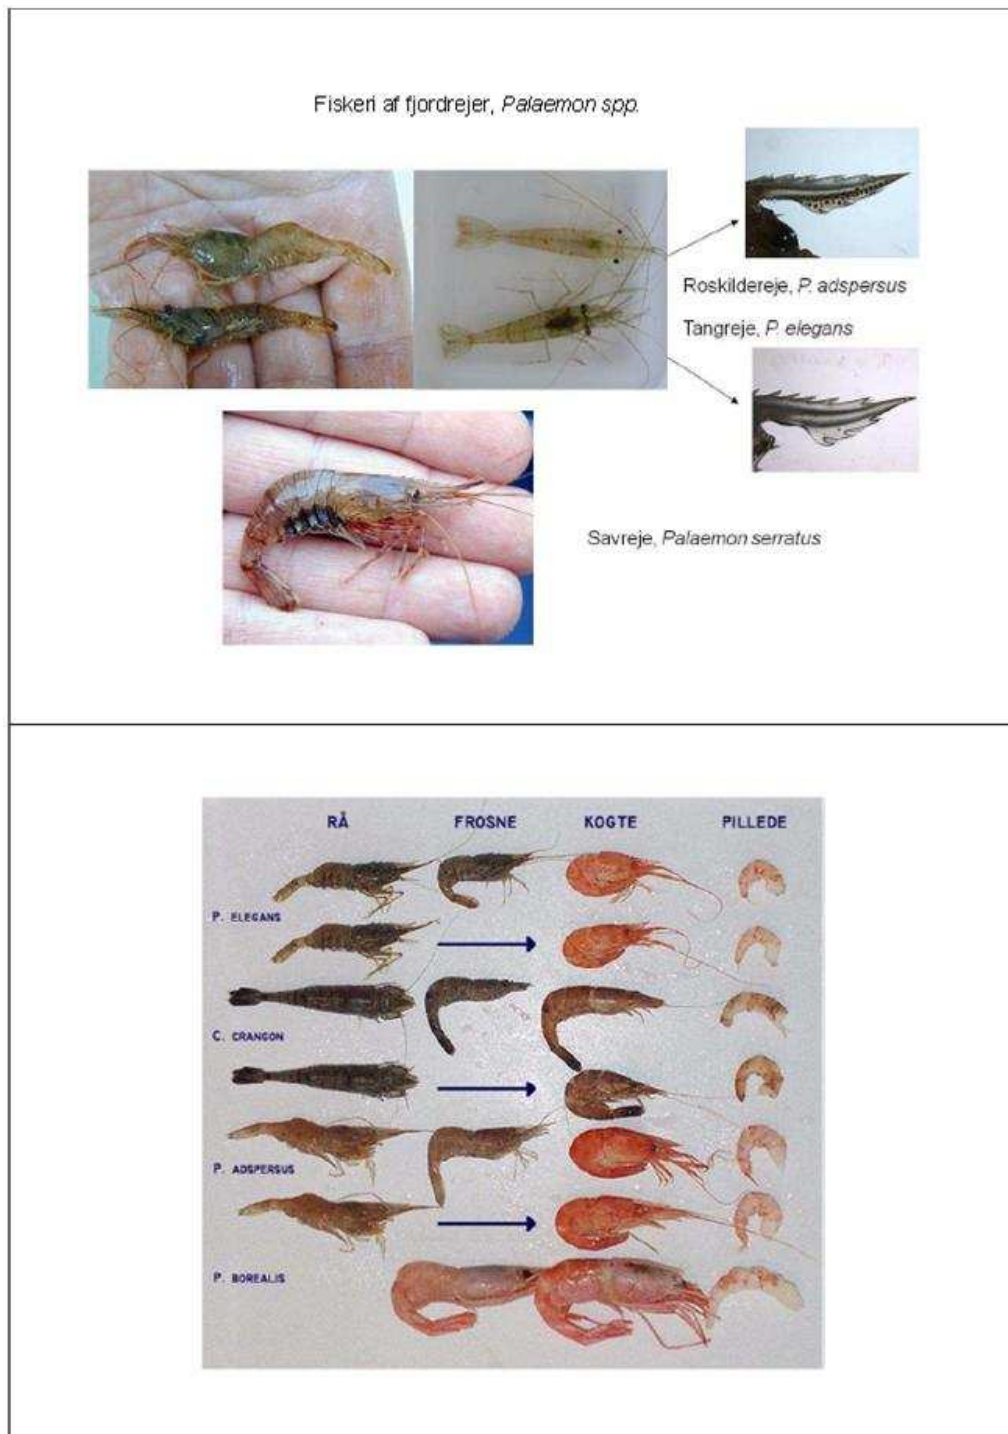 Fiskeri af fjordrejer, Palaemon spp.
Roskildereje, P. adspersus
Tangreje, P. elegans
Savreje, Palaemon serratus
RÅ FROSNE KOGTE PILLEDE
P. ELEGANS
C. CRANGON
P. ADSPERSUS
P. BOREALIS